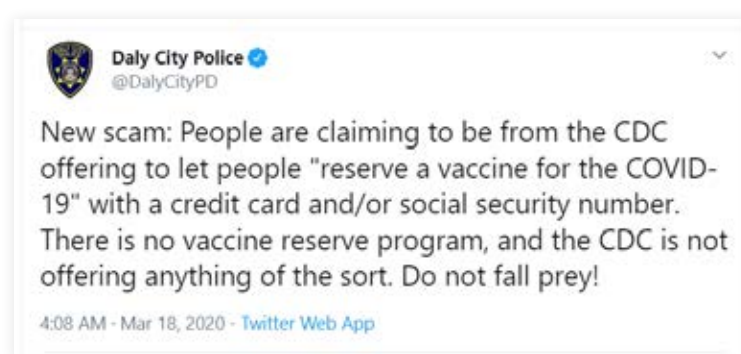 Daly City Police
@DalyCityPD
New scam: People are claiming to be from the CDC
offering to let people "reserve a vaccine for the COVID-
19" with a credit card and/or social security number.
There is no vaccine reserve program, and the CDC is not
offering anything of the sort. Do not fall prey!
4:08 AM - Mar 18, 2020 - Twitter Web App